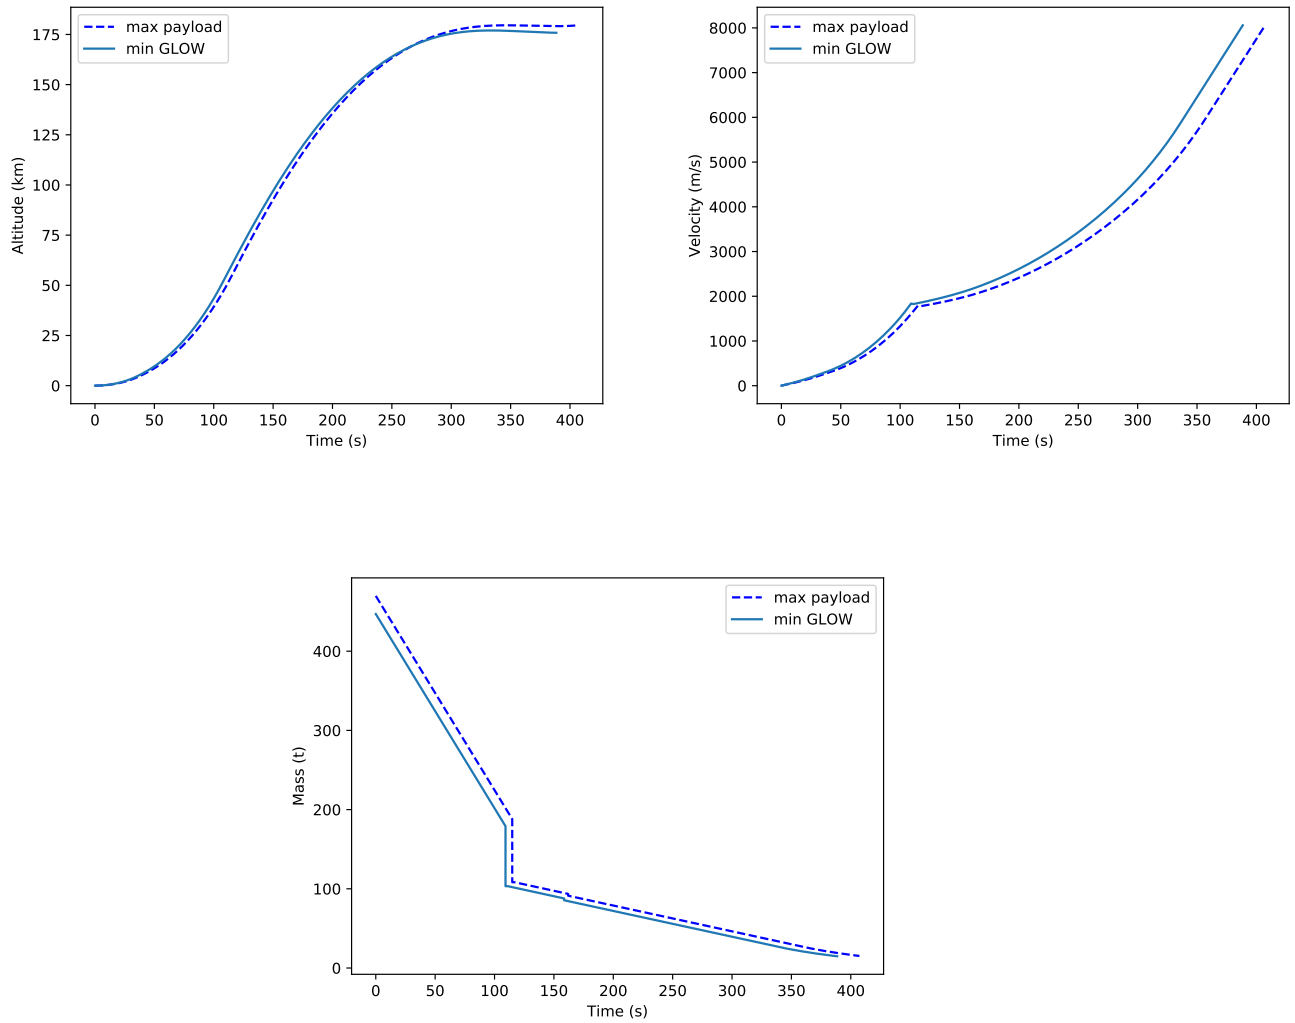 max payload
min GLOW
175
150
125
100
75
50
25
0
Altitude (km)
0 50 100 150 200 250 300 350 400
Time (s)
max payload
min GLOW
8000
7000
6000
5000
4000
3000
2000
1000
0
Velocity (m/s)
0 50 100 150 200 250 300 350 400
Time (s)
max payload
min GLOW
400
300
200
100
0
Mass (t)
0 50 100 150 200 250 300 350 400
Time (s)